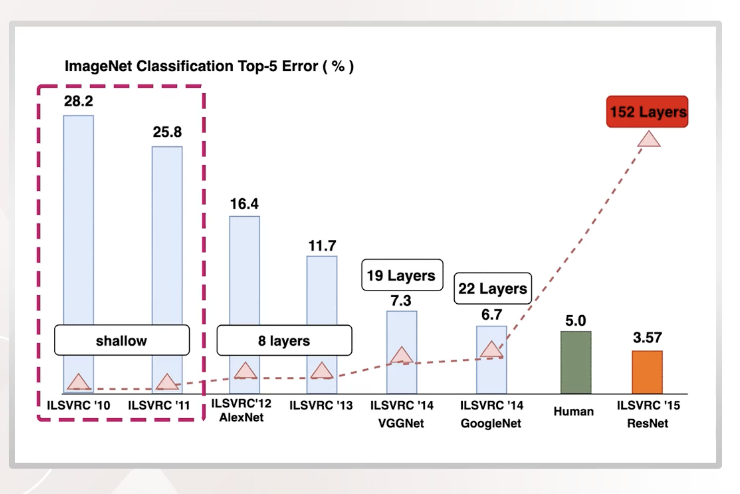 ImageNet Classification Top-5 Error ( % )
28.2
25.8
16.4
11.7
19 Layers
7.3
22 Layers
6.7
5.0
152 Layers
3.57
shallow
8 layers
ILSVRC '10
ILSVRC '11
ILSVRC'12
AlexNet
ILSVRC '13
ILSVRC '14
VGGNet
ILSVRC '14
GoogleNet
Human
ILSVRC '15
ResNet